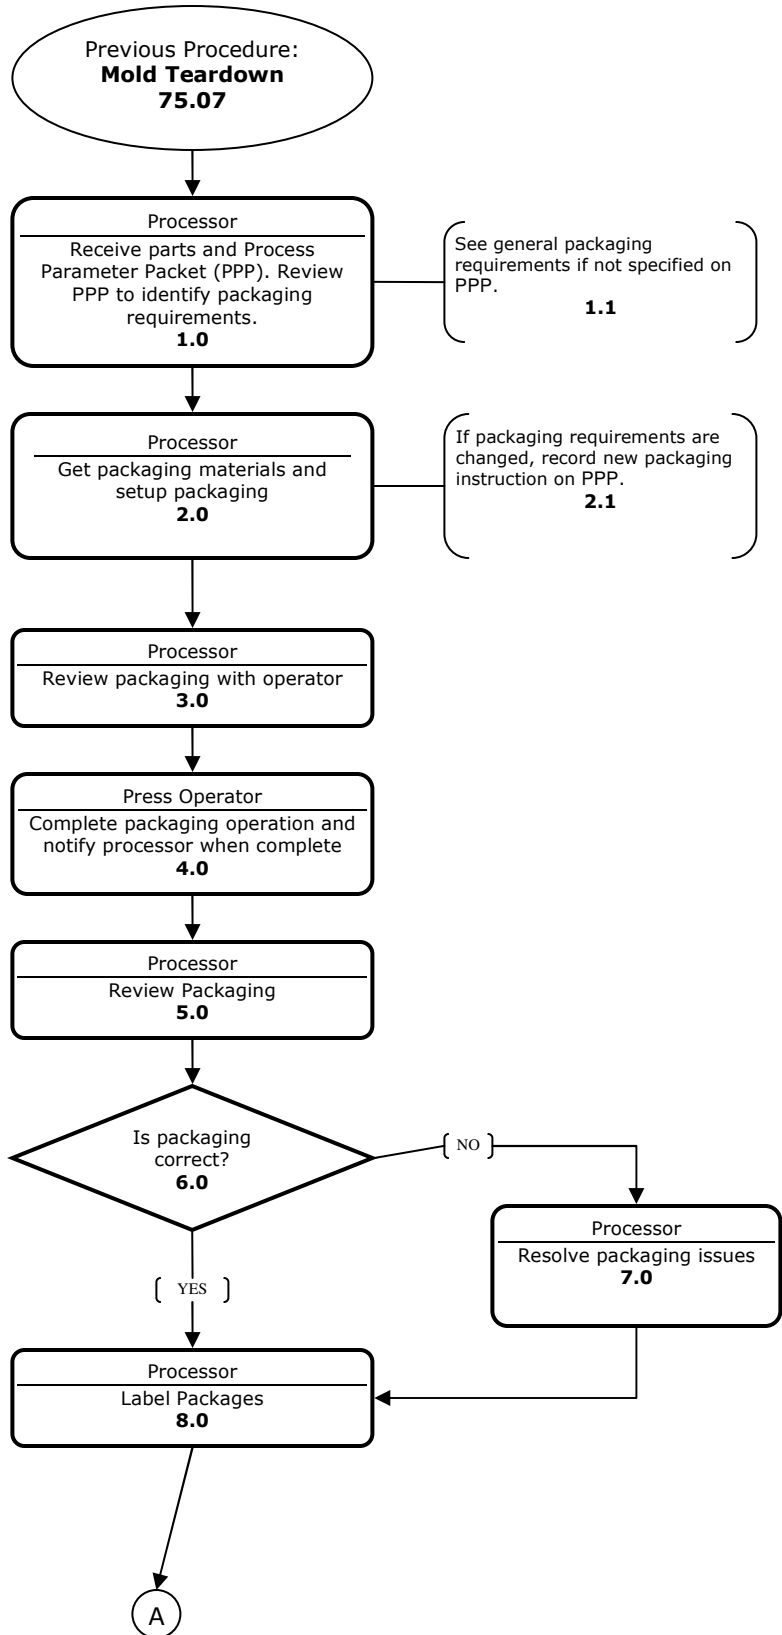 Previous Procedure:
Mold Teardown
75.07
Processor
Receive parts and Process
Parameter Packet (PPP). Review
PPP to identify packaging
requirements.
1.0
See general packaging
requirements if not specified on
PPP.
1.1
Processor
Get packaging materials and
setup packaging
2.0
If packaging requirements are
changed, record new packaging
instruction on PPP.
2.1
Processor
Review packaging with operator
3.0
Press Operator
Complete packaging operation and
notify processor when complete
4.0
Processor
Review Packaging
5.0
Is packaging
correct?
6.0
NO
Processor
Resolve packaging issues
7.0
YES
Processor
Label Packages
8.0
A